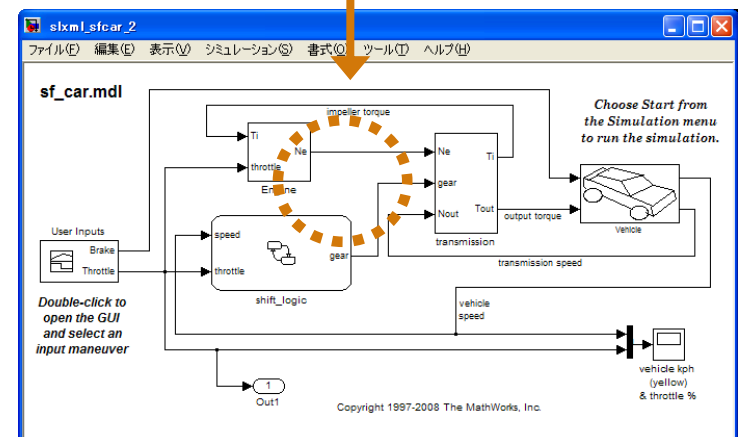 slxml_sfcar_2
ファイル(F) 編集(E) 表示(V) シミュレーション(S) 書式(O) ツール(T) ヘルプ(H)
sf_car.mdl
impeller torque
Choose Start from
the Simulation menu
to run the simulation.
Ti
Ne
throttle
Engine
Ne
Ti
gear
Nout
Tout
transmission
output torque
Vehicle
User Inputs
Brake
Throttle
speed
gear
throttle
shift_logic
transmission speed
Double-click to
open the GUI
and select an
input maneuver
vehicle
speed
vehicle kph
(yellow)
& throttle %
1
Out1
Copyright 1997-2008 The MathWorks, Inc.